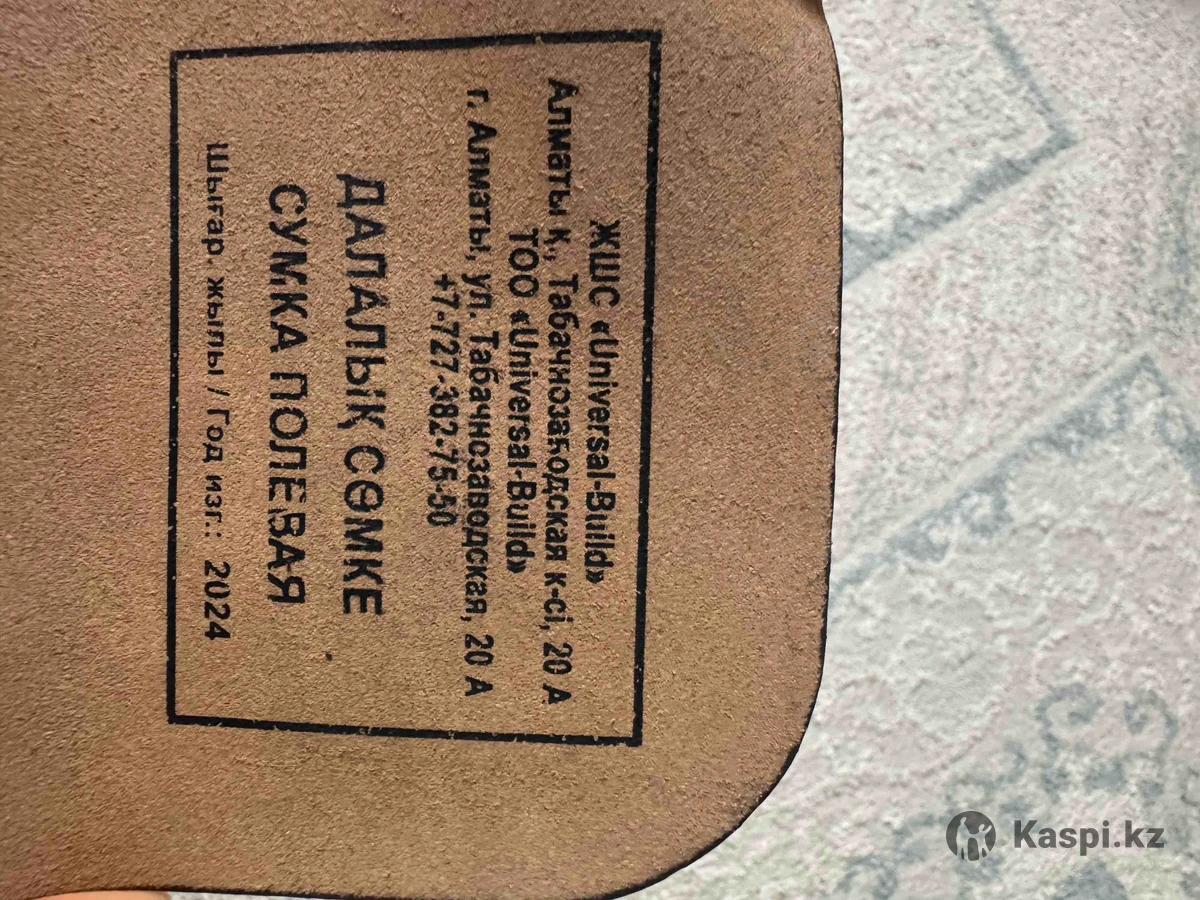 ЖШС «Universal-Build»
Алматы қ., Табачнозаводская к-сі, 20 А
ТОО «Universal-Build»
г. Алматы, ул. Табачнозаводская, 20 А
+7-727-382-75-50
ДАЛАЛЫҚ СӨМКЕ
СУМКА ПОЛЕВАЯ
Шығар. жылы / Год изг.: 2024
Kaspi.kz